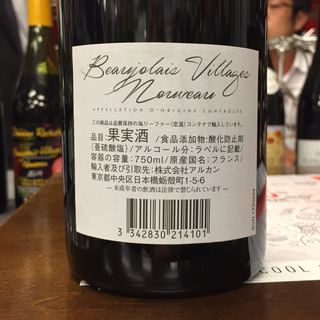 Beaujolais Villages
Nouveau
APPELLATION D'ORIGINE CONTRÔLÉE
この商品は品質保持の為リーファー(定温)コンテナで輸入しています。
品目:果実酒 /食品添加物:酸化防止剤
(亜硫酸塩)/アルコール分:ラベルに記載/
容器の容量:750ml/原産国名:フランス/
輸入者及び引取先:株式会社アルカン
東京都中央区日本橋蛎殻町1-5-6
― 未成年者の飲酒は法律で禁じられています ―
3 342830 214101